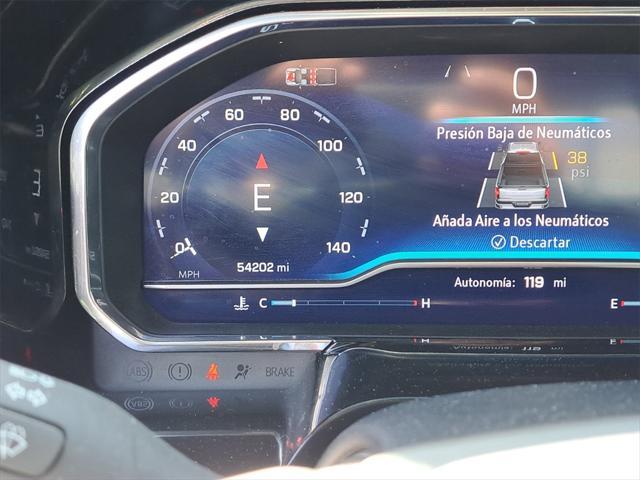 0
MPH
Presión Baja de Neumáticos
38
psi
Añada Aire a los Neumáticos
Descartar
0 20 40 60 80 100 120 140
E
MPH
54202 mi
Autonomía: 119 mi
C H
E
ABS BRAKE